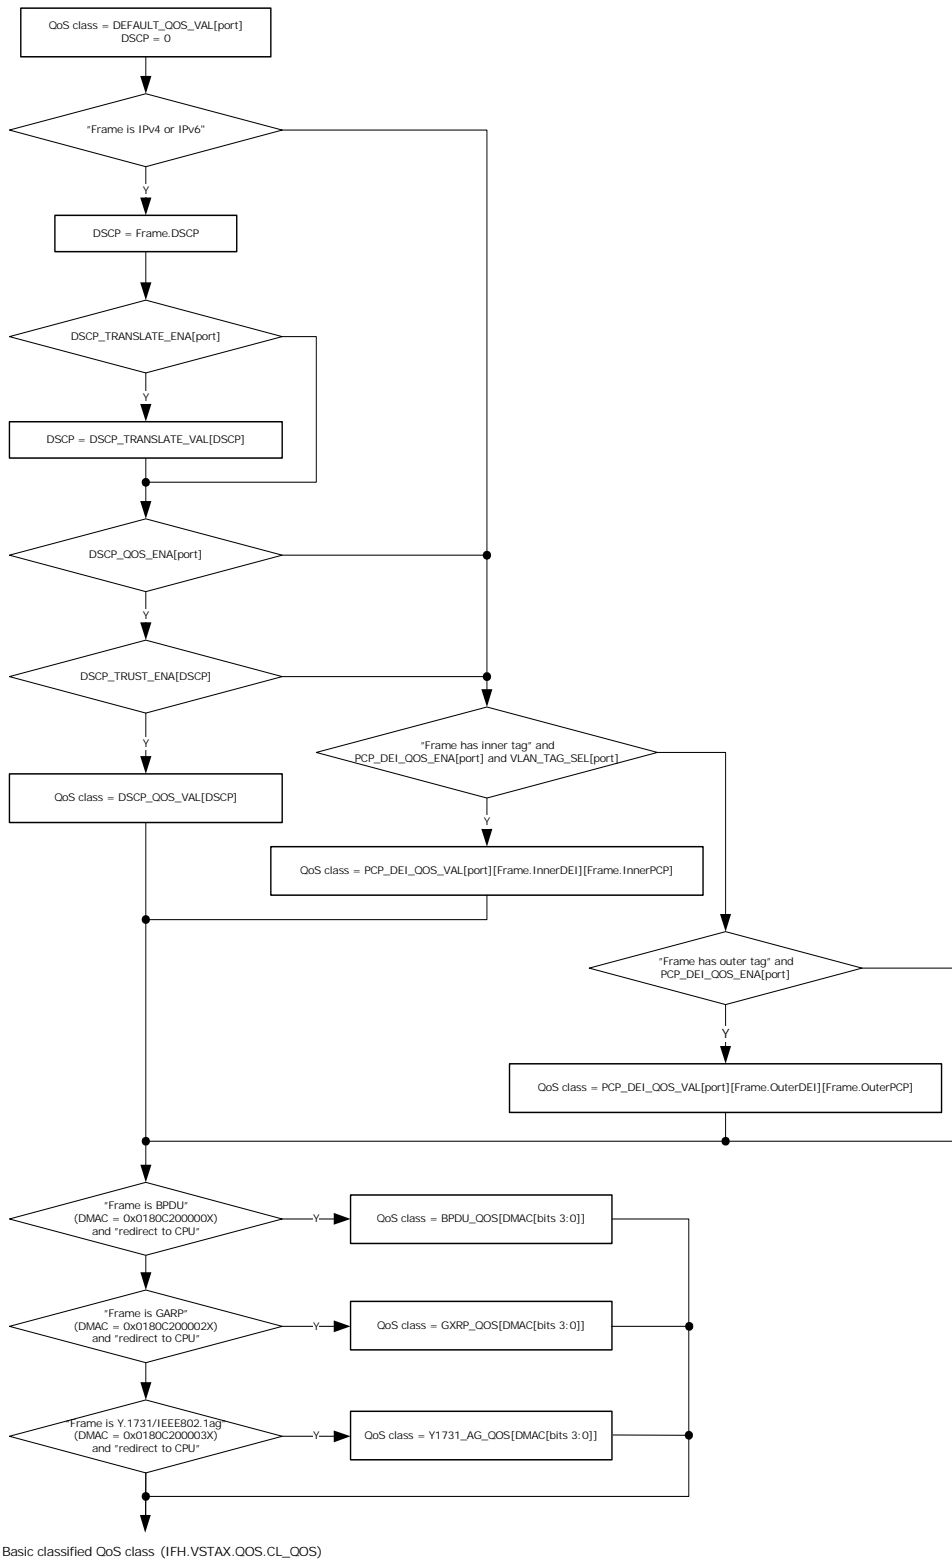 QoS class = DEFAULT_QOS_VAL[port]
DSCP = 0
"Frame is IPv4 or IPv6"
Y
DSCP = Frame.DSCP
DSCP_TRANSLATE_ENA[port]
Y
DSCP = DSCP_TRANSLATE_VAL[DSCP]
DSCP_QOS_ENA[port]
Y
DSCP_TRUST_ENA[DSCP]
Y
QoS class = DSCP_QOS_VAL[DSCP]
"Frame has inner tag" and
PCP_DEI_QOS_ENA[port] and VLAN_TAG_SEL[port]
Y
QoS class = PCP_DEI_QOS_VAL[port][Frame.InnerDEI][Frame.InnerPCP]
"Frame has outer tag" and
PCP_DEI_QOS_ENA[port]
Y
QoS class = PCP_DEI_QOS_VAL[port][Frame.OuterDEI][Frame.OuterPCP]
"Frame is BPDU"
(DMAC = 0x0180C200000X)
and "redirect to CPU"
Y
QoS class = BPDU_QOS[DMAC[bits 3:0]]
"Frame is GARP"
(DMAC = 0x0180C200002X)
and "redirect to CPU"
Y
QoS class = GXRP_QOS[DMAC[bits 3:0]]
"Frame is Y.1731/IEEE802.1ag"
(DMAC = 0x0180C200003X)
and "redirect to CPU"
Y
QoS class = Y1731_AG_QOS[DMAC[bits 3:0]]
Basic classified QoS class (IFH.VSTAX.QOS.CL_QOS)